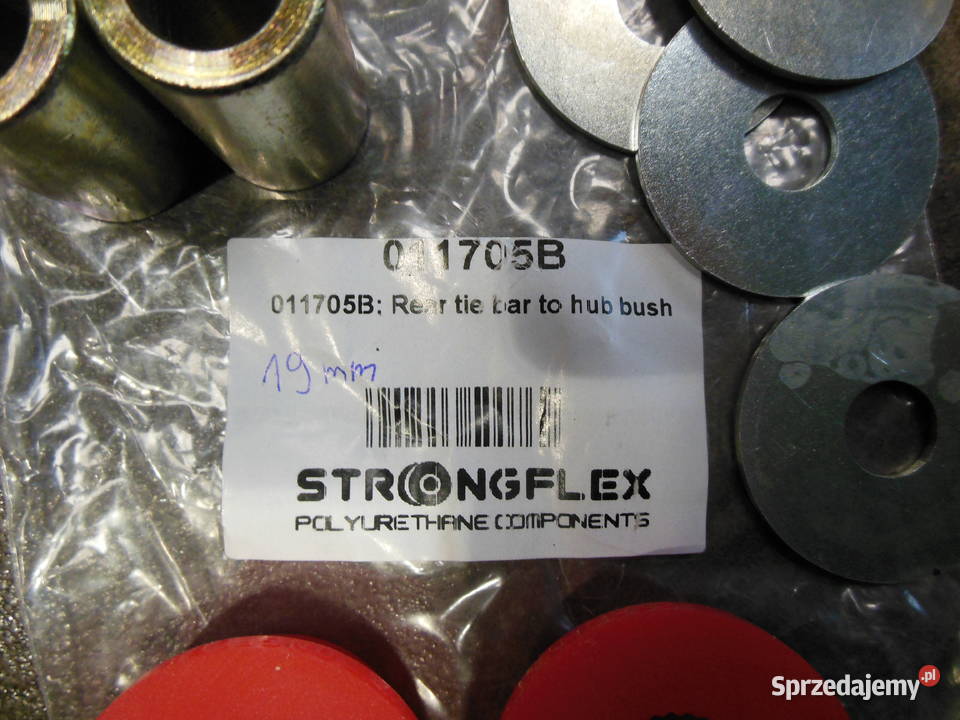 011705B
011705B; Rear tie bar to hub bush
19 mm
STRONGFLEX
POLYURETHANE COMPONENTS
Sprzedajemy.pl